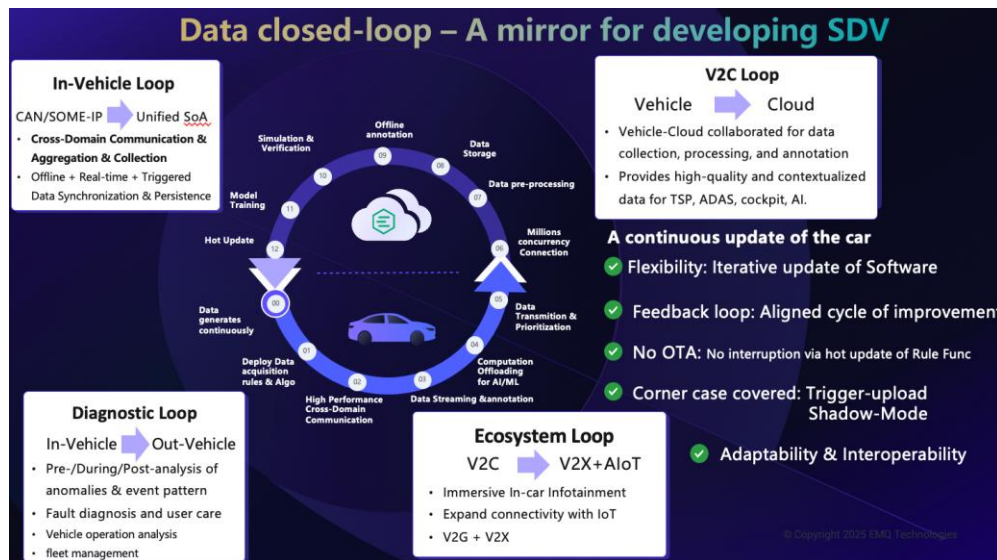 Data closed-loop – A mirror for developing SDV
In-Vehicle Loop
CAN/SOME-IP Unified SoA
• Cross-Domain Communication &
Aggregation & Collection
• Offline + Real-time + Triggered
Data Synchronization & Persistence
V2C Loop
Vehicle Cloud
• Vehicle-Cloud collaborated for data
collection, processing, and annotation
• Provides high-quality and contextualized
data for TSP, ADAS, cockpit, AI.
Offline
annotation
09
Simulation &
Verification
10
Data
Storage
08
Data pre-processing
07
Model
Training
11
Hot Update
12
Millions
concurrency
Connection
06
00
Data
generates
continuously
05
Data
Transmition &
Prioritization
01
Deploy Data
acquisition
rules & Algo
04
Computation
Offloading
for AI/ML
02
High Performance
Cross-Domain
Communication
03
Data Streaming &annotation
A continuous update of the car
Flexibility: Iterative update of Software
Feedback loop: Aligned cycle of improvement
No OTA: No interruption via hot update of Rule Func
Corner case covered: Trigger-upload
Shadow-Mode
Adaptability & Interoperability
Diagnostic Loop
In-Vehicle Out-Vehicle
• Pre-/During/Post-analysis of
anomalies & event pattern
• Fault diagnosis and user care
• Vehicle operation analysis
• fleet management
Ecosystem Loop
V2C V2X+AIoT
• Immersive In-car Infotainment
• Expand connectivity with IoT
• V2G + V2X
© Copyright 2025 EMQ Technologies